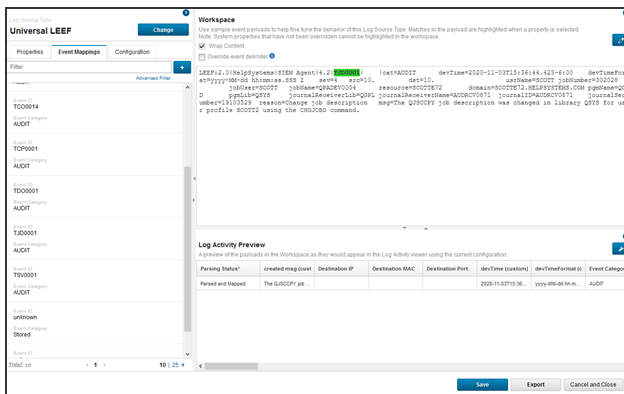 Log Source Type
Universal LEEF
Change
Properties
Event Mappings
Configuration
Filter
+
Advanced Filter
AUDIT
Event ID
TCO0014
Event Category
AUDIT
Event ID
TCP0001
Event Category
AUDIT
Event ID
TDO0001
Event Category
AUDIT
Event ID
TJD0001
Event Category
AUDIT
Event ID
TSV0001
Event Category
AUDIT
Event ID
unknown
Event Category
Stored
Event ID
Total: 10
1
10 | 25
Workspace
Use sample event payloads to help fine tune the behavior of this Log Source Type. Matches in the payload are highlighted when a property is selected.
Note: System properties that have not been overridden cannot be highlighted in the workspace.
Wrap Content
Override event delimiter
LEEF:2.0|HelpSystems|SIEM Agent|4.2|TJD0001| |cat=AUDIT devTime=2020-11-03T15:36:44.423-6:00 devTimeForm
at=yyyy-MM-dd hh:mm:ss.SSS Z sev=4 src=10. dst=10. usrName=SCOTT jobNumber=302028
jobUser=SCOTT jobName=QPADEV0004 resource=SCOTTE72 domain=SCOTTE72.HELPSYSTEMS.COM pgmName=QC
D pgmLib=QSYS journalReceiverLib=QGPL journalReceiverName=AUDRCV0871 journalID=AUDRCV0871 journalSeq
umber=19103529 reason=Change job description msg=The QJSCCPY job description was changed in library QSYS for us
r profile SCOTT2 using the CHGJOBD command.
Log Activity Preview
A preview of the payloads in the Workspace as they would appear in the Log Activity viewer using the current configuration.
Parsing Status*
created msg (cust
Destination IP
Destination MAC
Destination Port
devTime (custom)
devTimeFormat (c
Event Categor
Parsed and Mapped
The QJSCCPY job ...
2020-11-03T15:36...
yyyy-MM-dd hh:m...
AUDIT
Save
Export
Cancel and Close